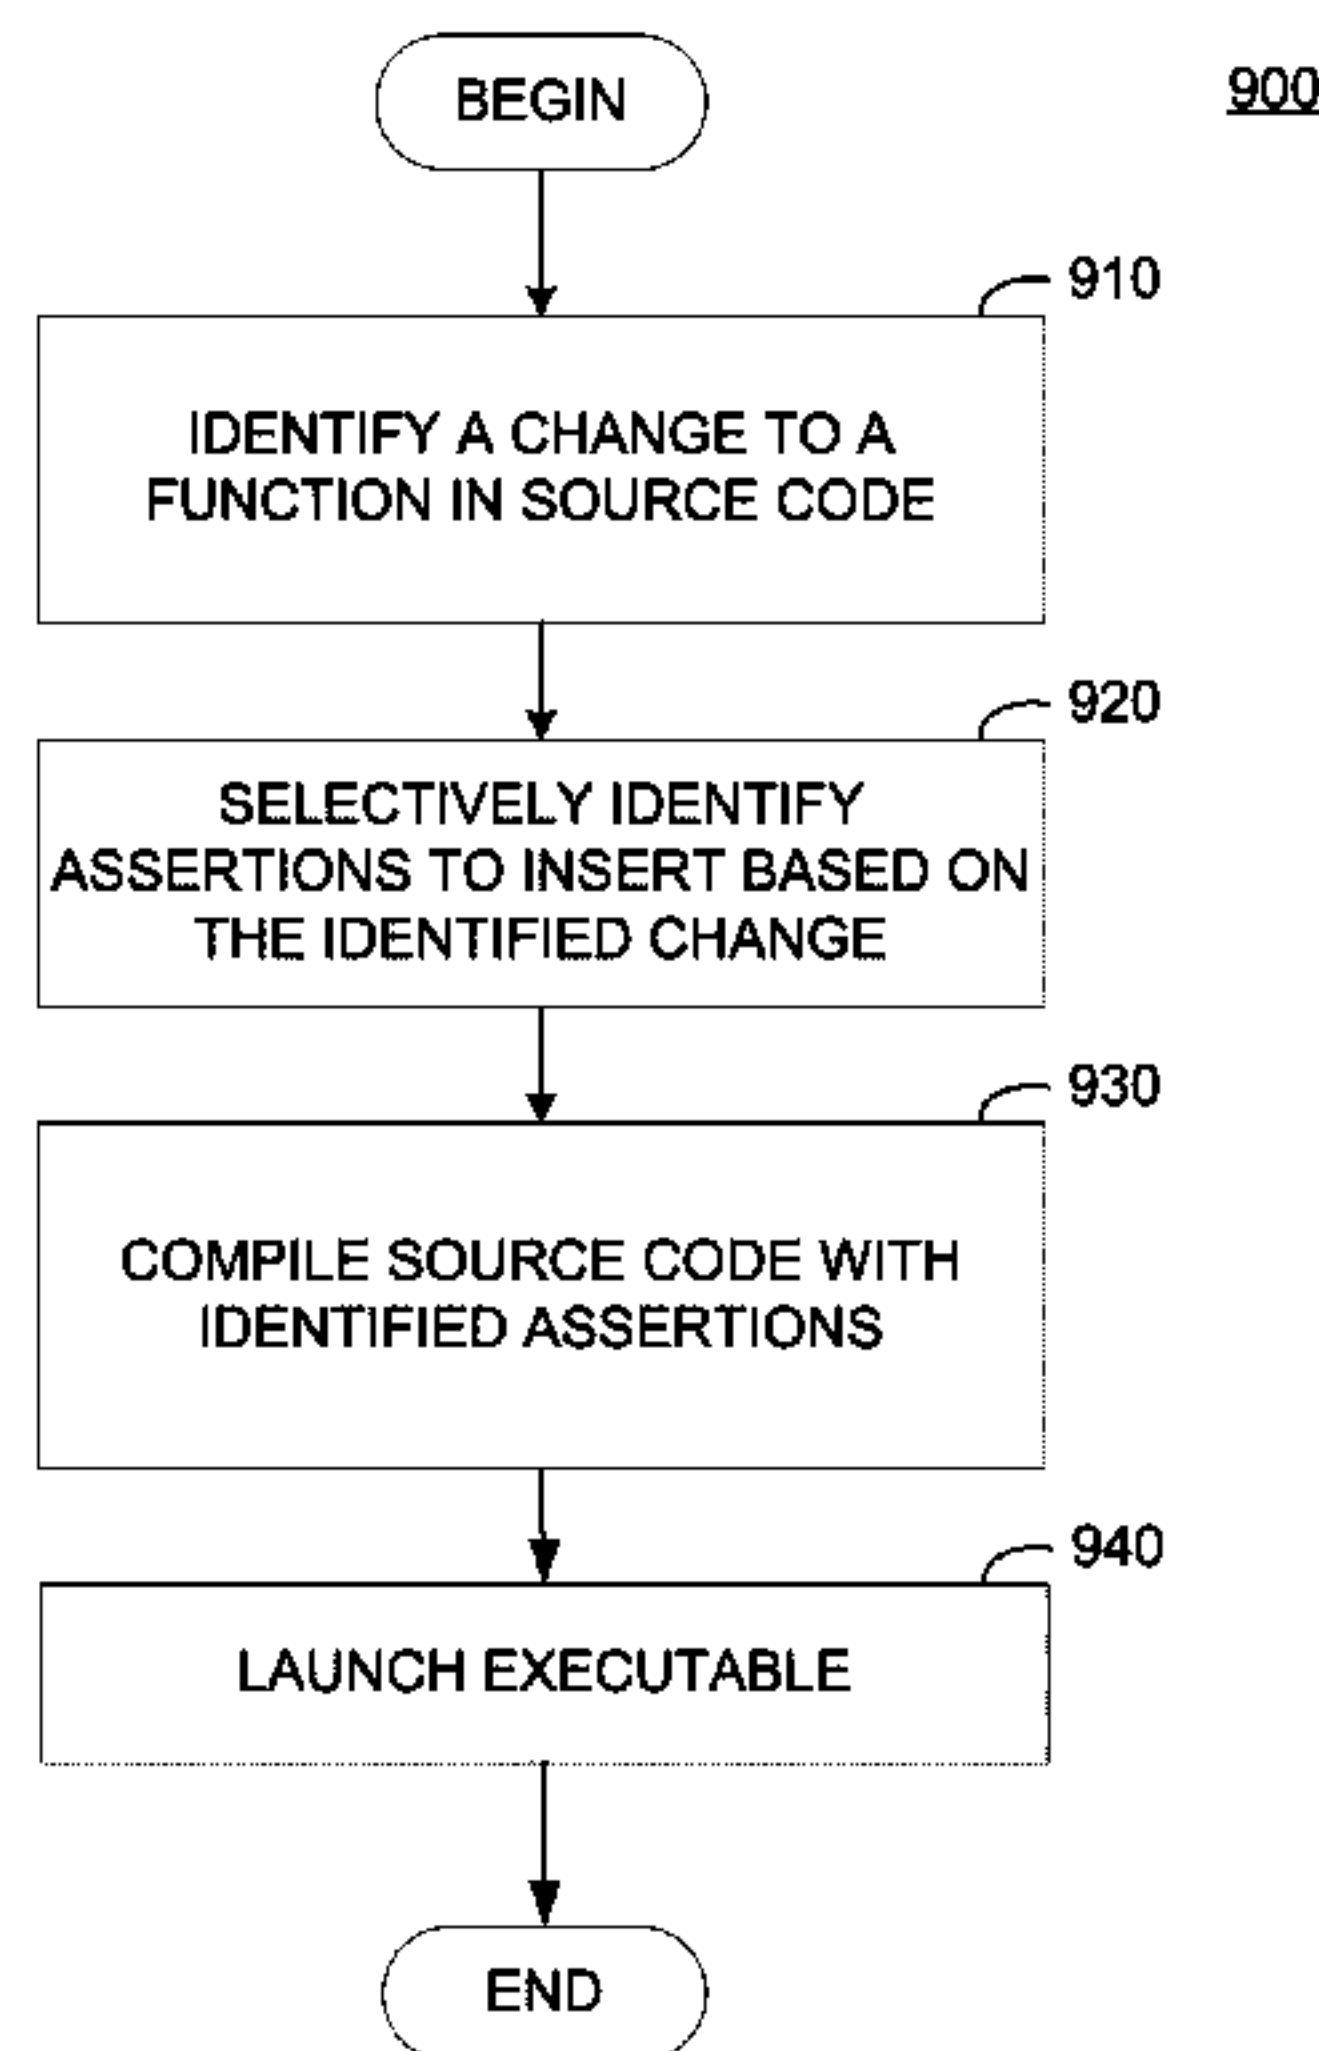 BEGIN
900
910
IDENTIFY A CHANGE TO A
FUNCTION IN SOURCE CODE
920
SELECTIVELY IDENTIFY
ASSERTIONS TO INSERT BASED ON
THE IDENTIFIED CHANGE
930
COMPILE SOURCE CODE WITH
IDENTIFIED ASSERTIONS
940
LAUNCH EXECUTABLE
END